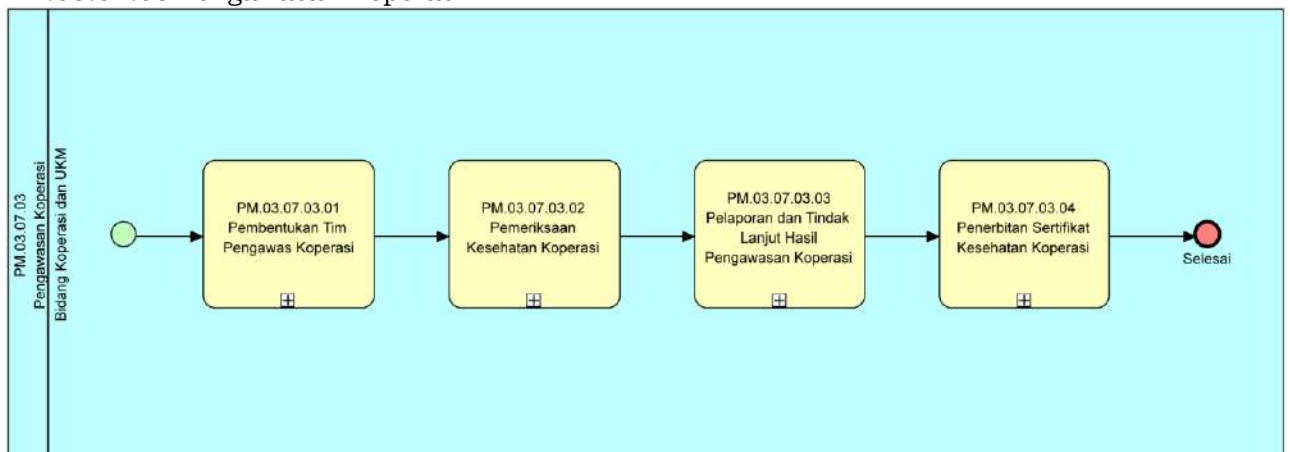 PM.03.07.03
Pengawasan Koperasi
Bidang Koperasi dan UKM
PM.03.07.03.01
Pembentukan Tim
Pengawas Koperasi
PM.03.07.03.02
Pemeriksaan
Kesehatan Koperasi
PM.03.07.03.03
Pelaporan dan Tindak
Lanjut Hasil
Pengawasan Koperasi
PM.03.07.03.04
Penerbitan Sertifikat
Kesehatan Koperasi
Selesai